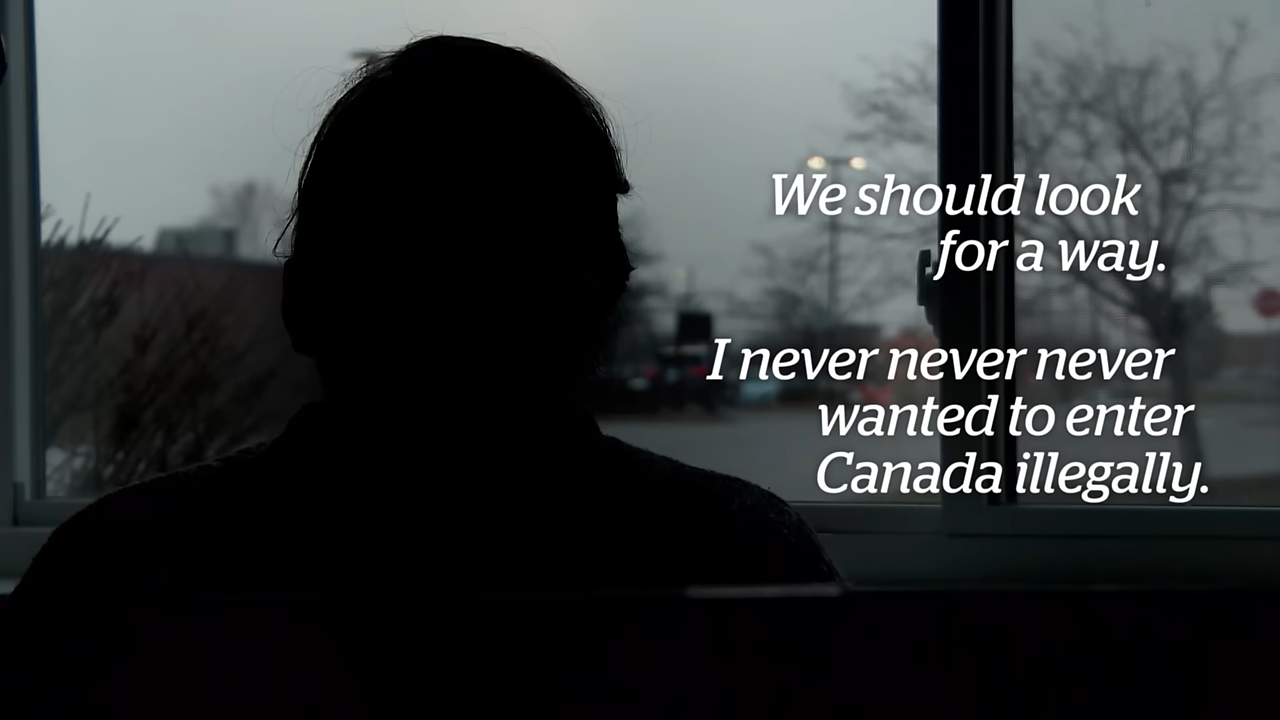 We should look
for a way.
I never never never
wanted to enter
Canada illegally.